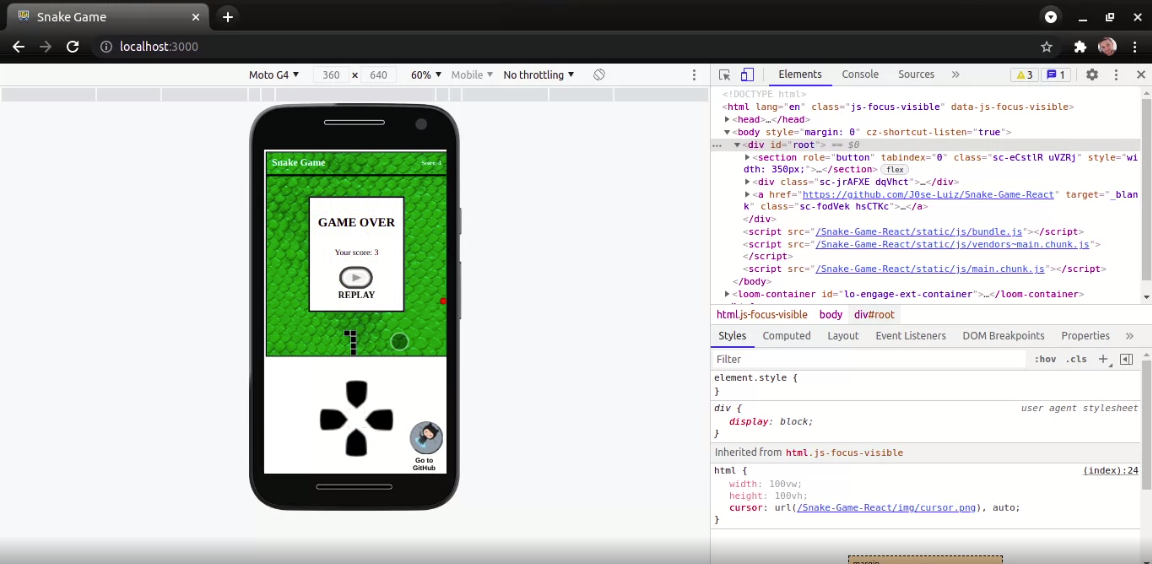 Snake Game
localhost:3000
Moto G4 360 x 640 60% Mobile No throttling
Elements Console Sources » 3 1
<!DOCTYPE html>
<html lang="en" class="js-focus-visible" data-js-focus-visible>
<head>…</head>
<body style="margin: 0" cz-shortcut-listen="true">
… <div id="root"> == $0
<section role="button" tabindex="0" class="sc-eCstlR uVZRj" style="wi
dth: 350px;">…</section> flex
<div class="sc-jrAFXE dqVhct">…</div>
<a href="https://github.com/J0se-Luiz/Snake-Game-React" target="_blan
k" class="sc-fodVek hsCTKc">…</a>
</div>
<script src="/Snake-Game-React/static/js/bundle.js"></script>
<script src="/Snake-Game-React/static/js/vendors~main.chunk.js">
</script>
<script src="/Snake-Game-React/static/js/main.chunk.js"></script>
</body>
<loom-container id="lo-engage-ext-container">…</loom-container>
html.js-focus-visible body div#root
Styles Computed Layout Event Listeners DOM Breakpoints Properties »
Filter :hov .cls +
element.style {
}
div { user agent stylesheet
display: block;
}
Inherited from html.js-focus-visible
html { (index):24
width: 100vw;
height: 100vh;
cursor: url(/Snake-Game-React/img/cursor.png), auto;
}
margin
Snake Game
GAME OVER
Your score: 3
REPLAY
Go to
GitHub